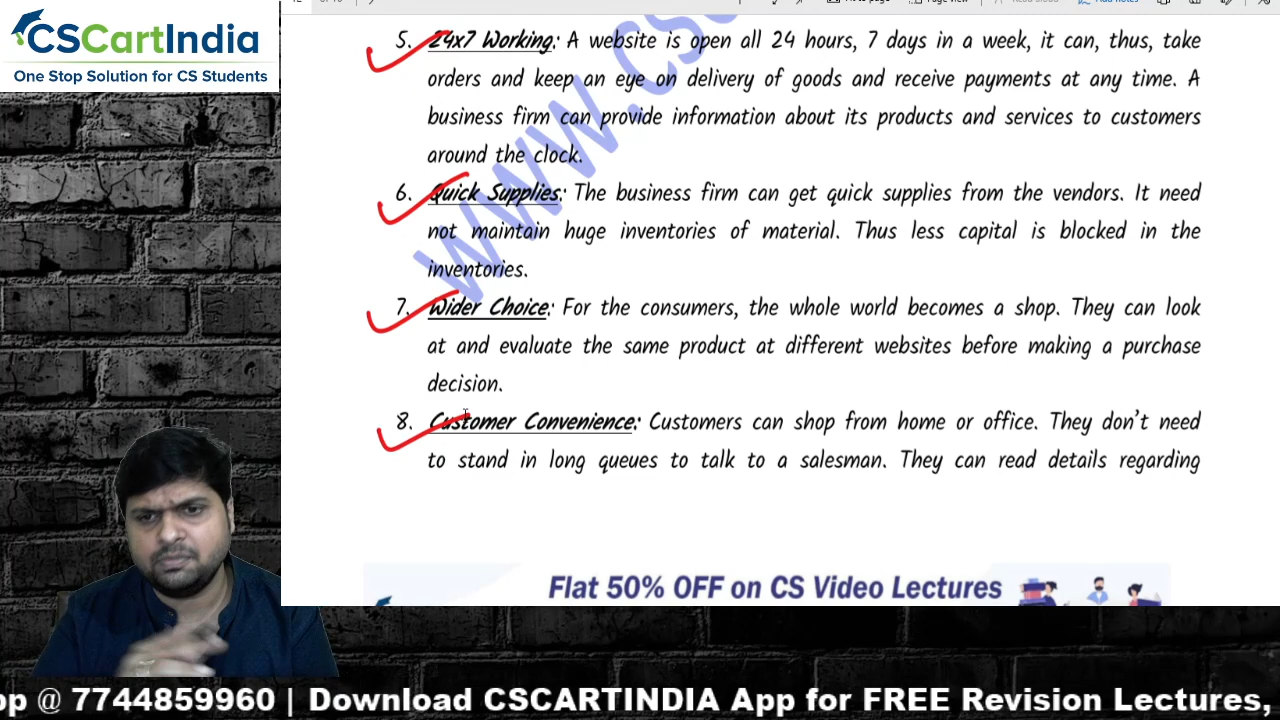 CSCartIndia
One Stop Solution for CS Students
5. 24x7 Working: A website is open all 24 hours, 7 days in a week, it can, thus, take
orders and keep an eye on delivery of goods and receive payments at any time. A
business firm can provide information about its products and services to customers
around the clock.
6. Quick Supplies: The business firm can get quick supplies from the vendors. It need
not maintain huge inventories of material. Thus less capital is blocked in the
inventories.
7. Wider Choice: For the consumers, the whole world becomes a shop. They can look
at and evaluate the same product at different websites before making a purchase
decision.
8. Customer Convenience: Customers can shop from home or office. They don't need
to stand in long queues to talk to a salesman. They can read details regarding
www.cs
Flat 50% OFF on CS Video Lectures
pp @ 7744859960 | Download CSCARTINDIA App for FREE Revision Lectures,